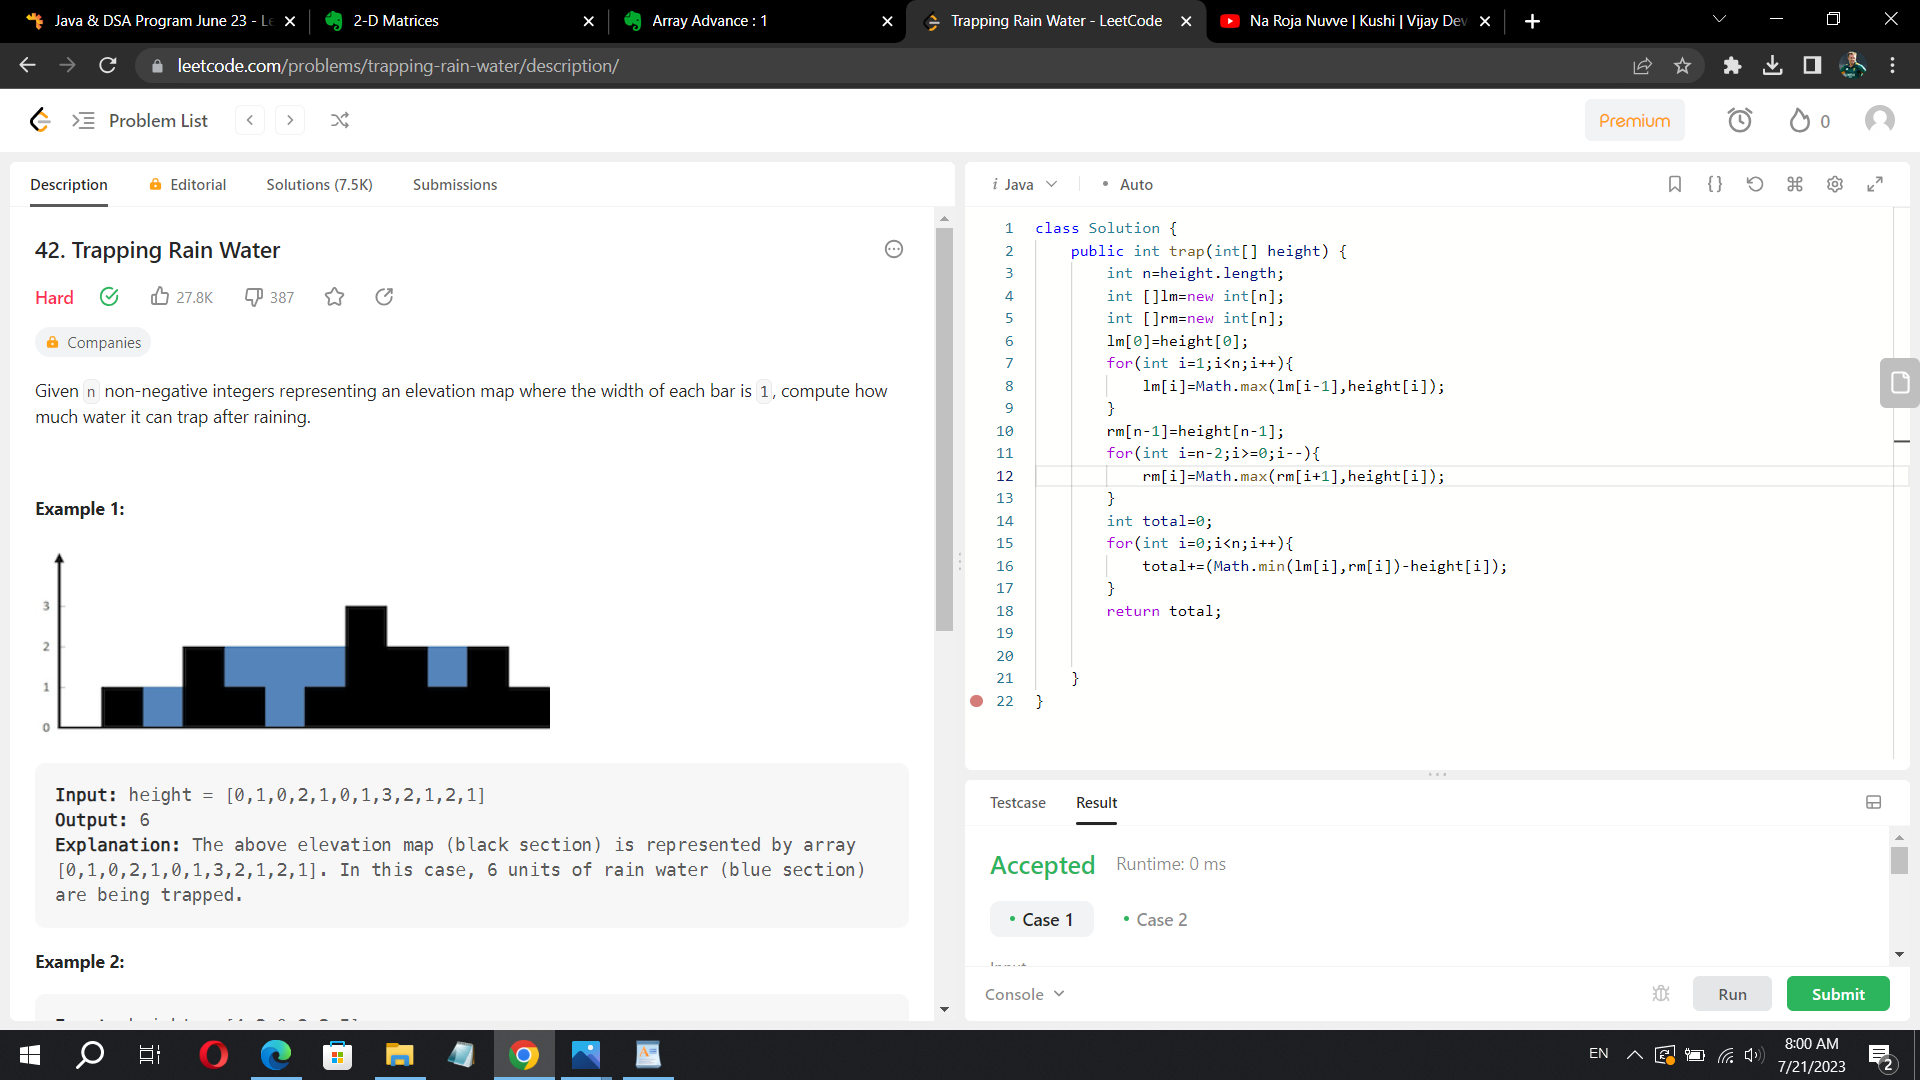 Java & DSA Program June 23 - Le
2-D Matrices
Array Advance : 1
Trapping Rain Water - LeetCode
Na Roja Nuvve | Kushi | Vijay Dev
leetcode.com/problems/trapping-rain-water/description/
Problem List
Premium
0
Description
Editorial
Solutions (7.5K)
Submissions
42. Trapping Rain Water
Hard
27.8K
387
Companies
Given n non-negative integers representing an elevation map where the width of each bar is 1, compute how
much water it can trap after raining.
Example 1:
3
2
1
0
Input: height = [0,1,0,2,1,0,1,3,2,1,2,1]
Output: 6
Explanation: The above elevation map (black section) is represented by array
[0,1,0,2,1,0,1,3,2,1,2,1]. In this case, 6 units of rain water (blue section)
are being trapped.
Example 2:
i Java
• Auto
1 class Solution {
2 public int trap(int[] height) {
3 int n=height.length;
4 int []lm=new int[n];
5 int []rm=new int[n];
6 lm[0]=height[0];
7 for(int i=1;i<n;i++){
8 lm[i]=Math.max(lm[i-1],height[i]);
9 }
10 rm[n-1]=height[n-1];
11 for(int i=n-2;i>=0;i--){
12 rm[i]=Math.max(rm[i+1],height[i]);
13 }
14 int total=0;
15 for(int i=0;i<n;i++){
16 total+=(Math.min(lm[i],rm[i])-height[i]);
17 }
18 return total;
19
20
21 }
22 }
Testcase
Result
Accepted
Runtime: 0 ms
• Case 1
• Case 2
Console
Run
Submit
EN
8:00 AM
7/21/2023
2